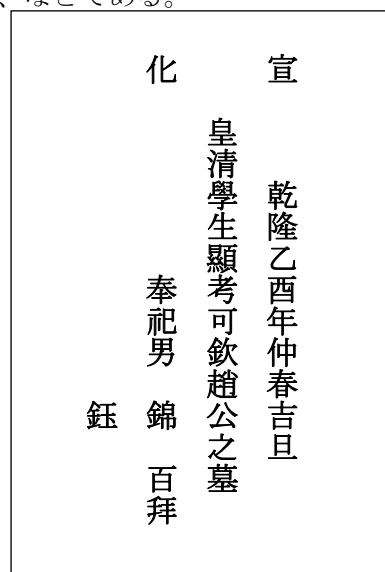 、などである。
宣　乾隆乙酉年仲春吉旦
皇清學生顯考可欽趙公之墓
化　奉祀男　錦　百拜
鈺